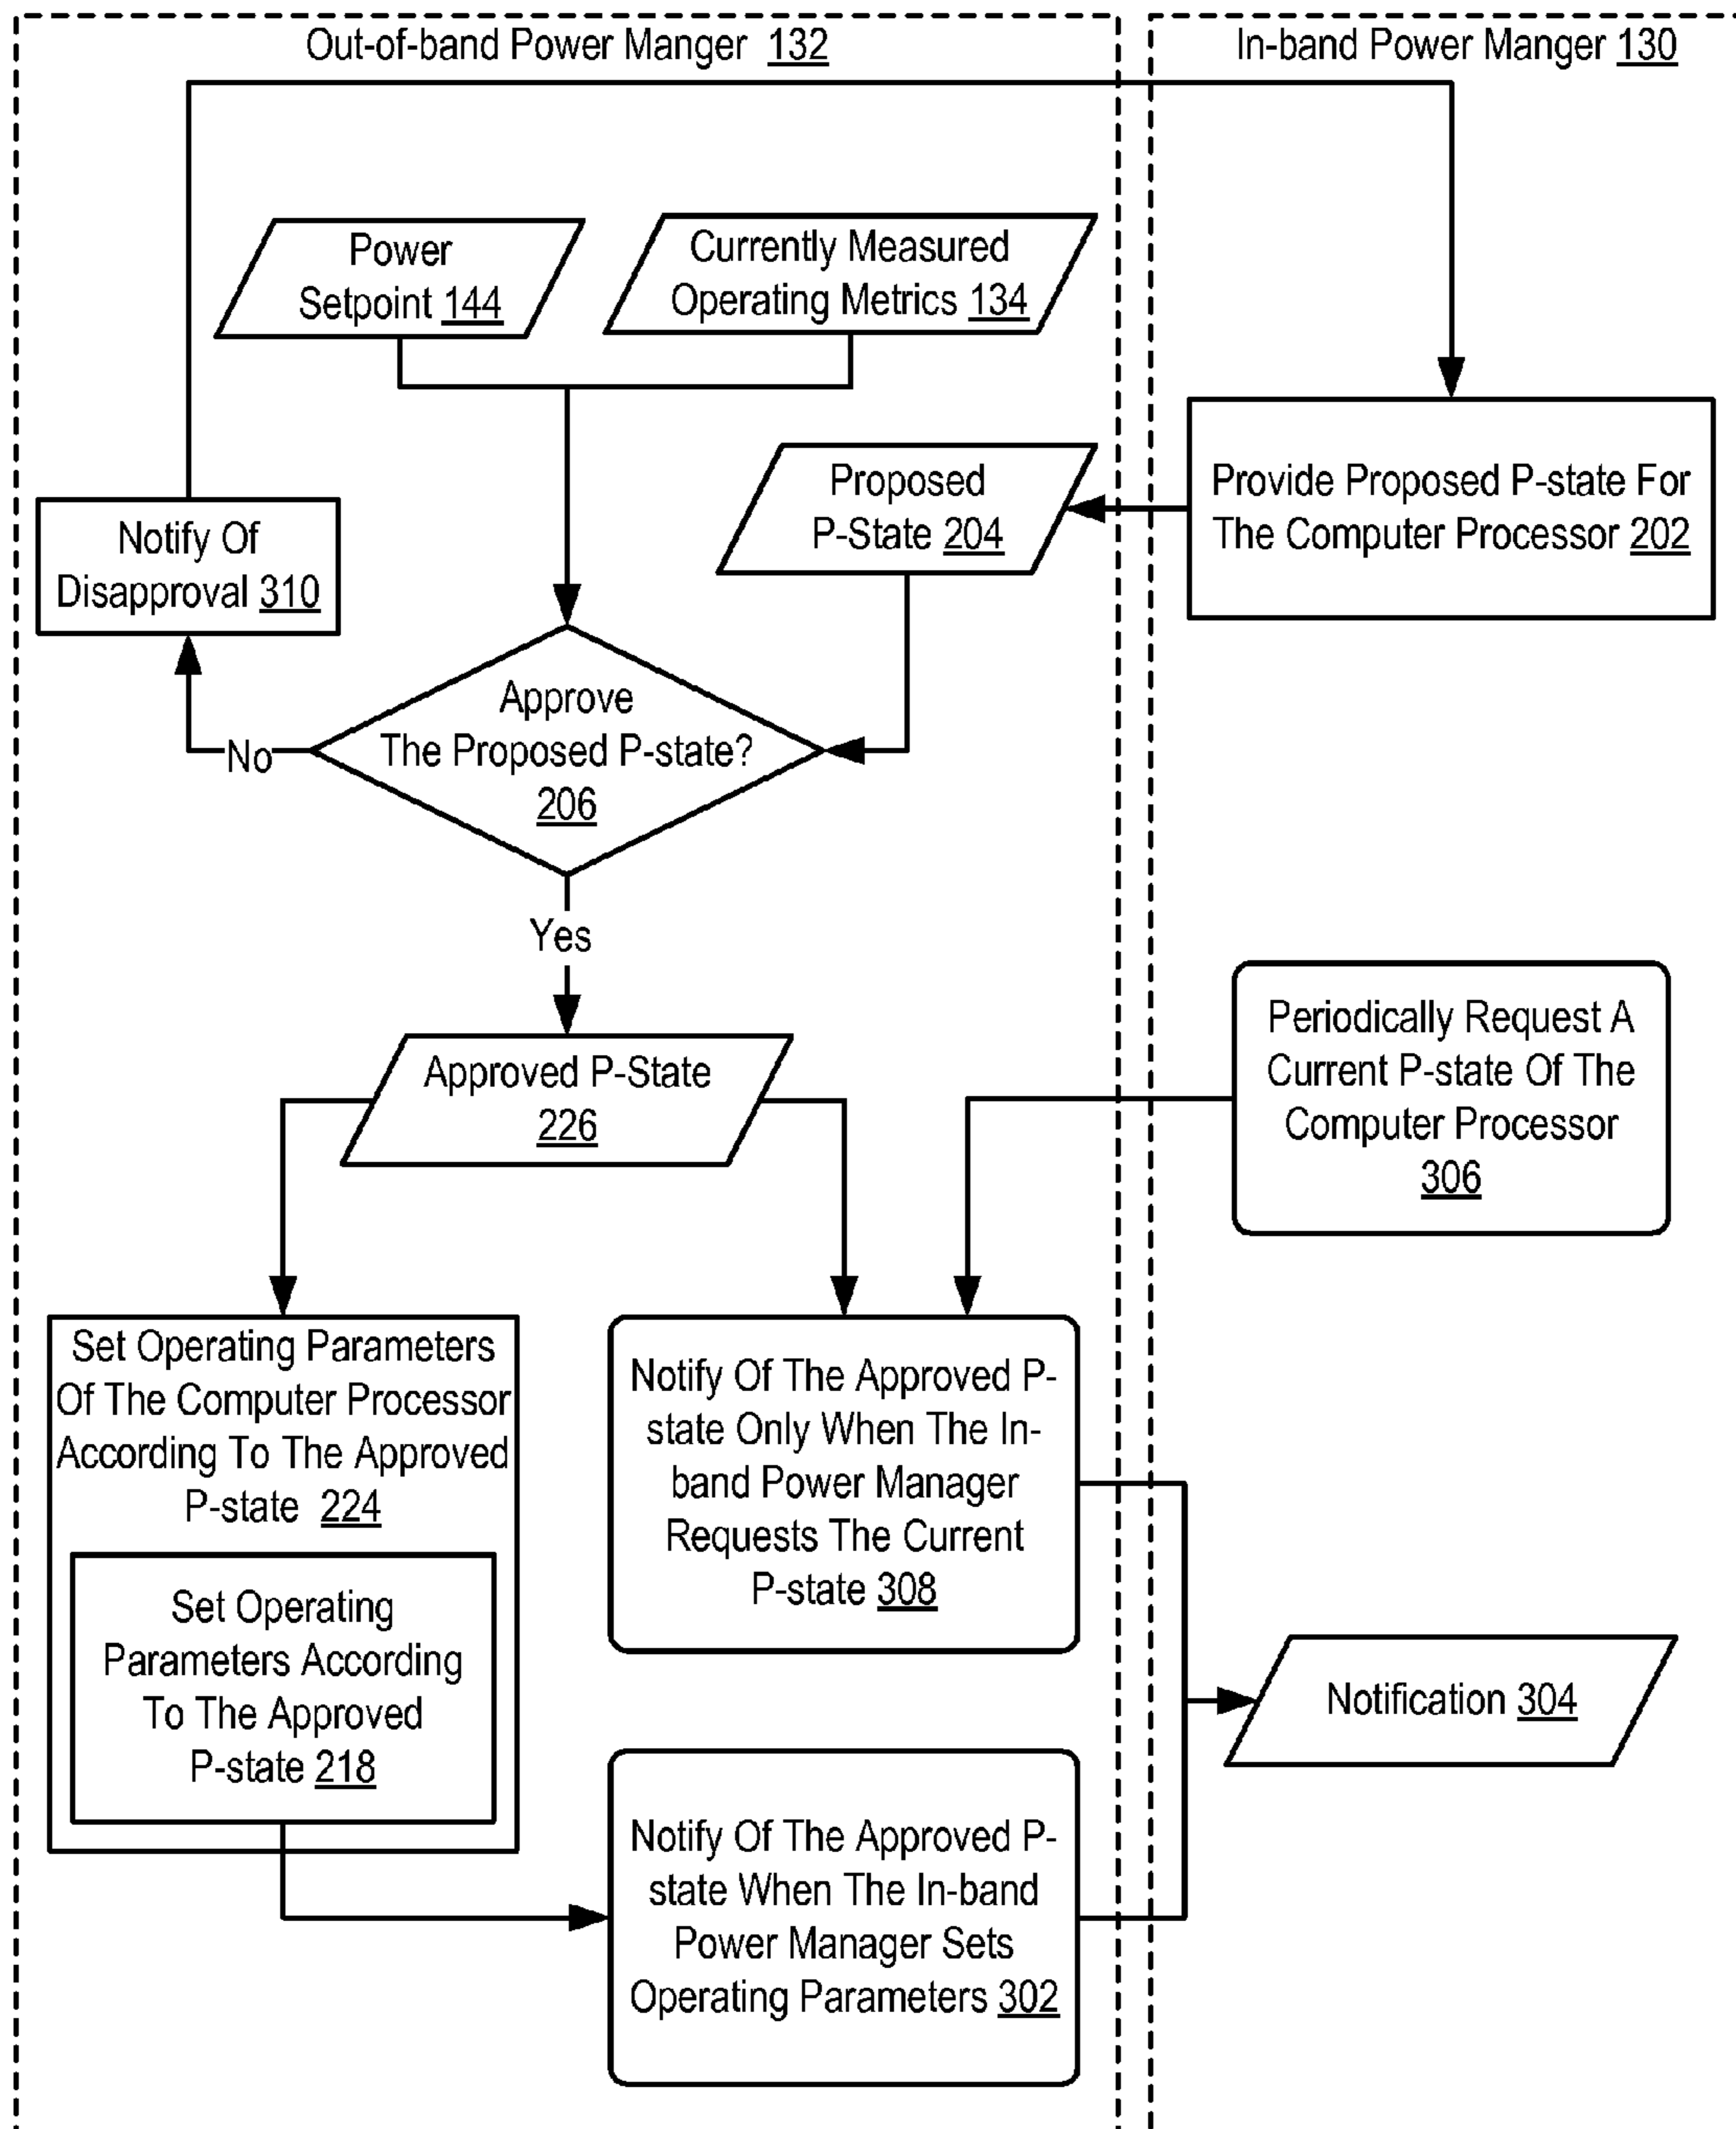 Out-of-band Power Manger 132
In-band Power Manger 130
Power
Setpoint 144
Currently Measured
Operating Metrics 134
Proposed
P-State 204
Provide Proposed P-state For
The Computer Processor 202
Notify Of
Disapproval 310
Approve
The Proposed P-state?
206
No
Yes
Approved P-State
226
Periodically Request A
Current P-state Of The
Computer Processor
306
Set Operating Parameters
Of The Computer Processor
According To The Approved
P-state 224
Set Operating
Parameters According
To The Approved
P-state 218
Notify Of The Approved P-
state Only When The In-
band Power Manager
Requests The Current
P-state 308
Notification 304
Notify Of The Approved P-
state When The In-band
Power Manager Sets
Operating Parameters 302